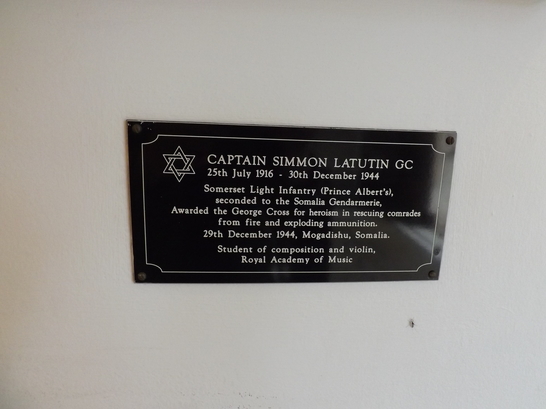 CAPTAIN SIMMON LATUTIN GC
25th July 1916 - 30th December 1944
Somerset Light Infantry (Prince Albert's),
seconded to the Somalia Gendarmerie,
Awarded the George Cross for heroism in rescuing comrades
from fire and exploding ammunition.
29th December 1944, Mogadishu, Somalia.
Student of composition and violin,
Royal Academy of Music